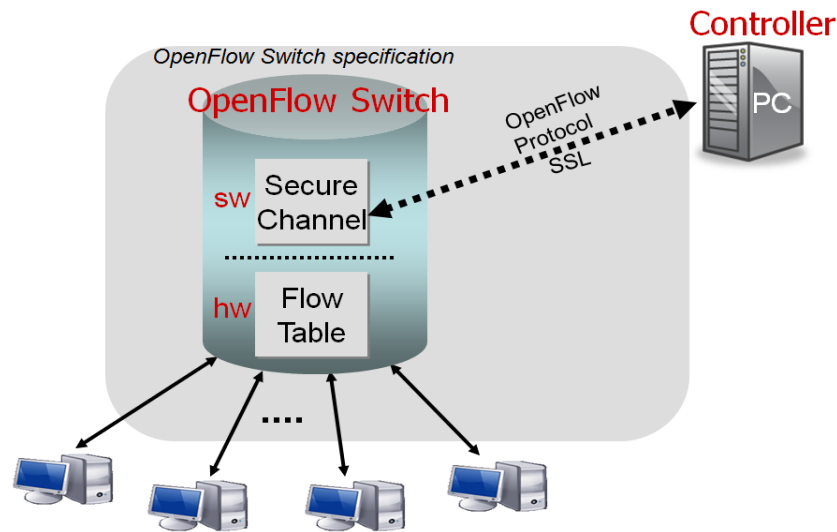 Controller
OpenFlow Switch specification
OpenFlow Switch
PC
OpenFlow
Protocol
SSL
sw
Secure
Channel
hw
Flow
Table